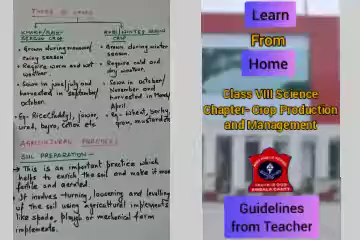 TYPES OF CROPS
KHARIF/RAINY SEASON CROP
- Grown during monsoon/rainy season
- Require warm and wet weather.
- Sown in june/july and harvested in september/october.
- Eg- Rice(Paddy), jowar, urad, bajra, cotton etc.
RABI/WINTER SEASON CROP
- Grown during winter season.
- Require cold and dry weather.
- Sown in october/November and harvested in March/April
- Eg- Wheat, barley, gram, mustard etc
AGRICULTURAL PRACTICES
SOIL PREPARATION-
This is an important practice which
helps to enrich the soil and make it more
fertile and aerated.
It involves turning, loosening and levelling
of the soil using agricultural implements
like spade, plough or mechanical farm
implements.
Learn
From
Home
Class VIII Science
Chapter- Crop Production
and Management
Guidelines
from Teacher